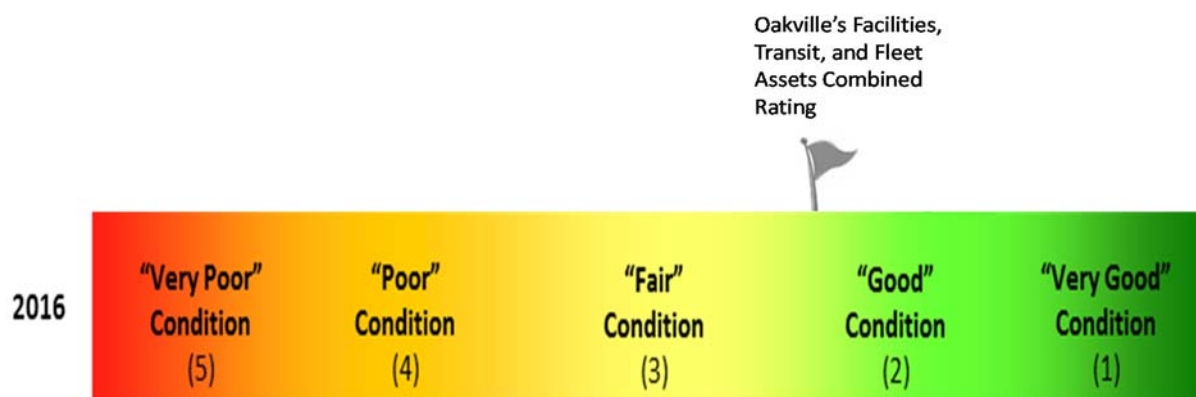 Oakville's Facilities,
Transit, and Fleet
Assets Combined
Rating
2016
“Very Poor”
Condition
(5)
“Poor”
Condition
(4)
“Fair”
Condition
(3)
“Good”
Condition
(2)
“Very Good”
Condition
(1)